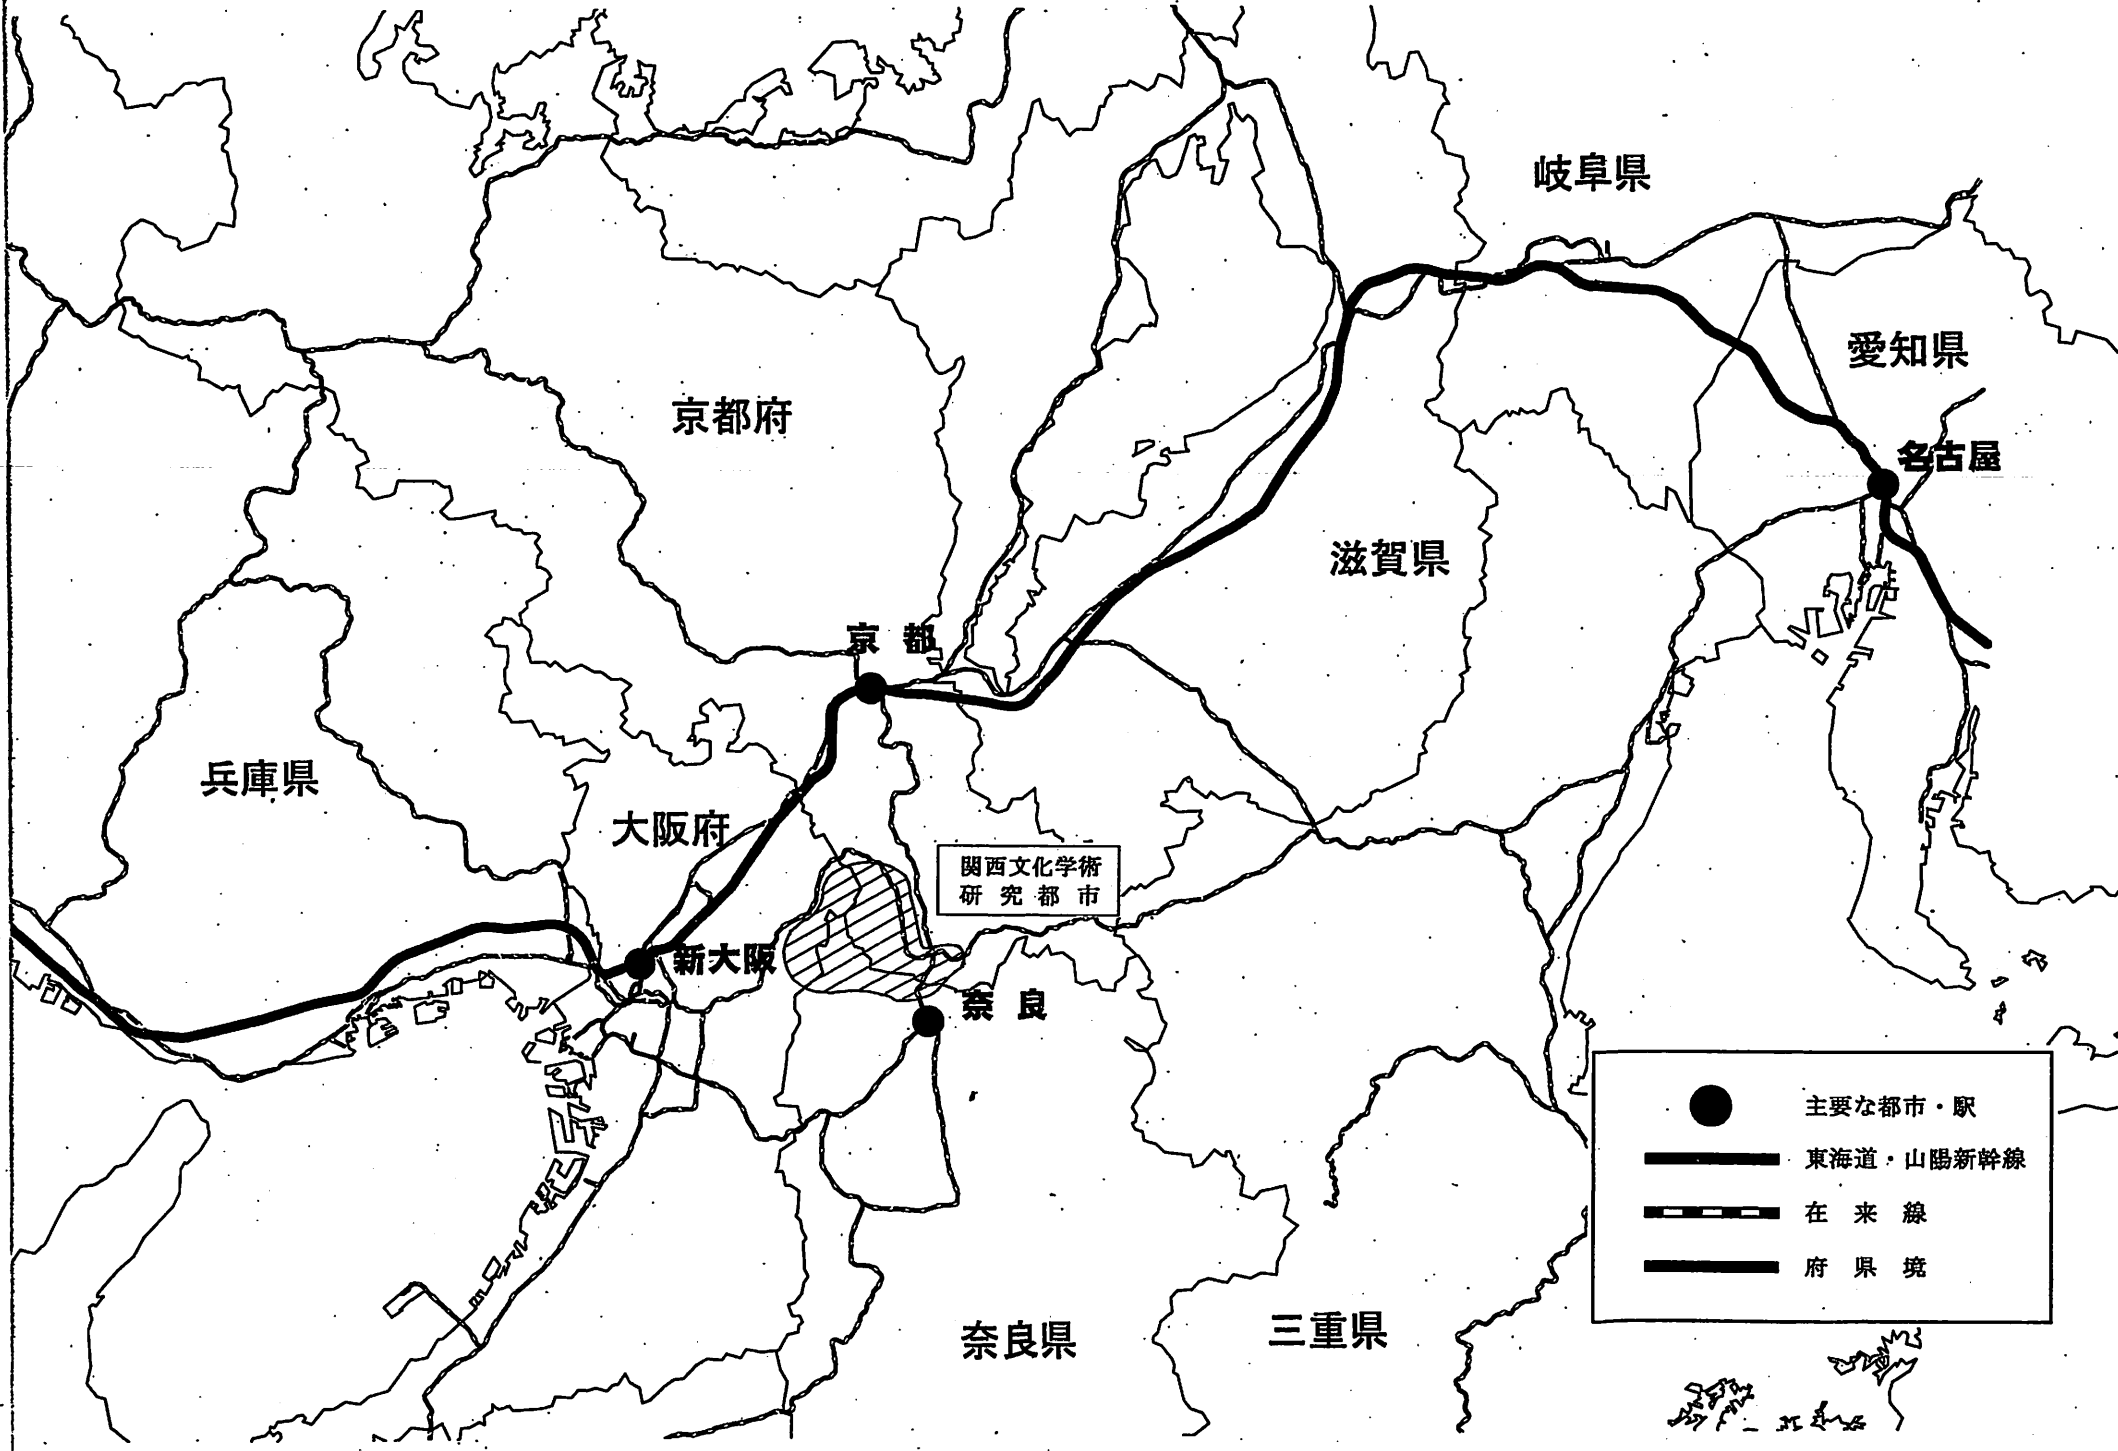 岐阜県
愛知県
京都府
名古屋
滋賀県
京都
兵庫県
大阪府
関西文化学術
研究都市
新大阪
奈良
主要な都市・駅
東海道・山陽新幹線
在来線
府県境
奈良県
三重県